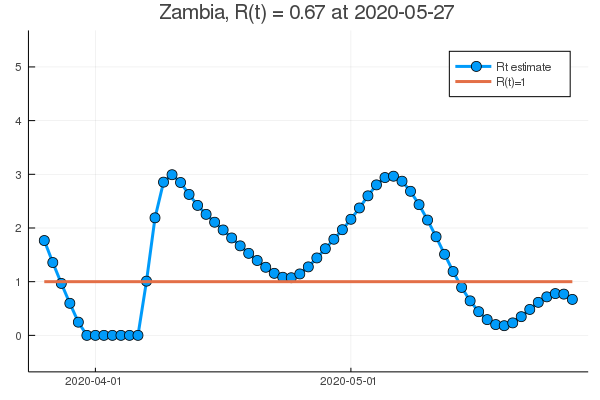 Zambia, R(t) = 0.67 at 2020-05-27
5
Rt estimate
R(t)=1
4
3
2
1
0
2020-04-01
2020-05-01